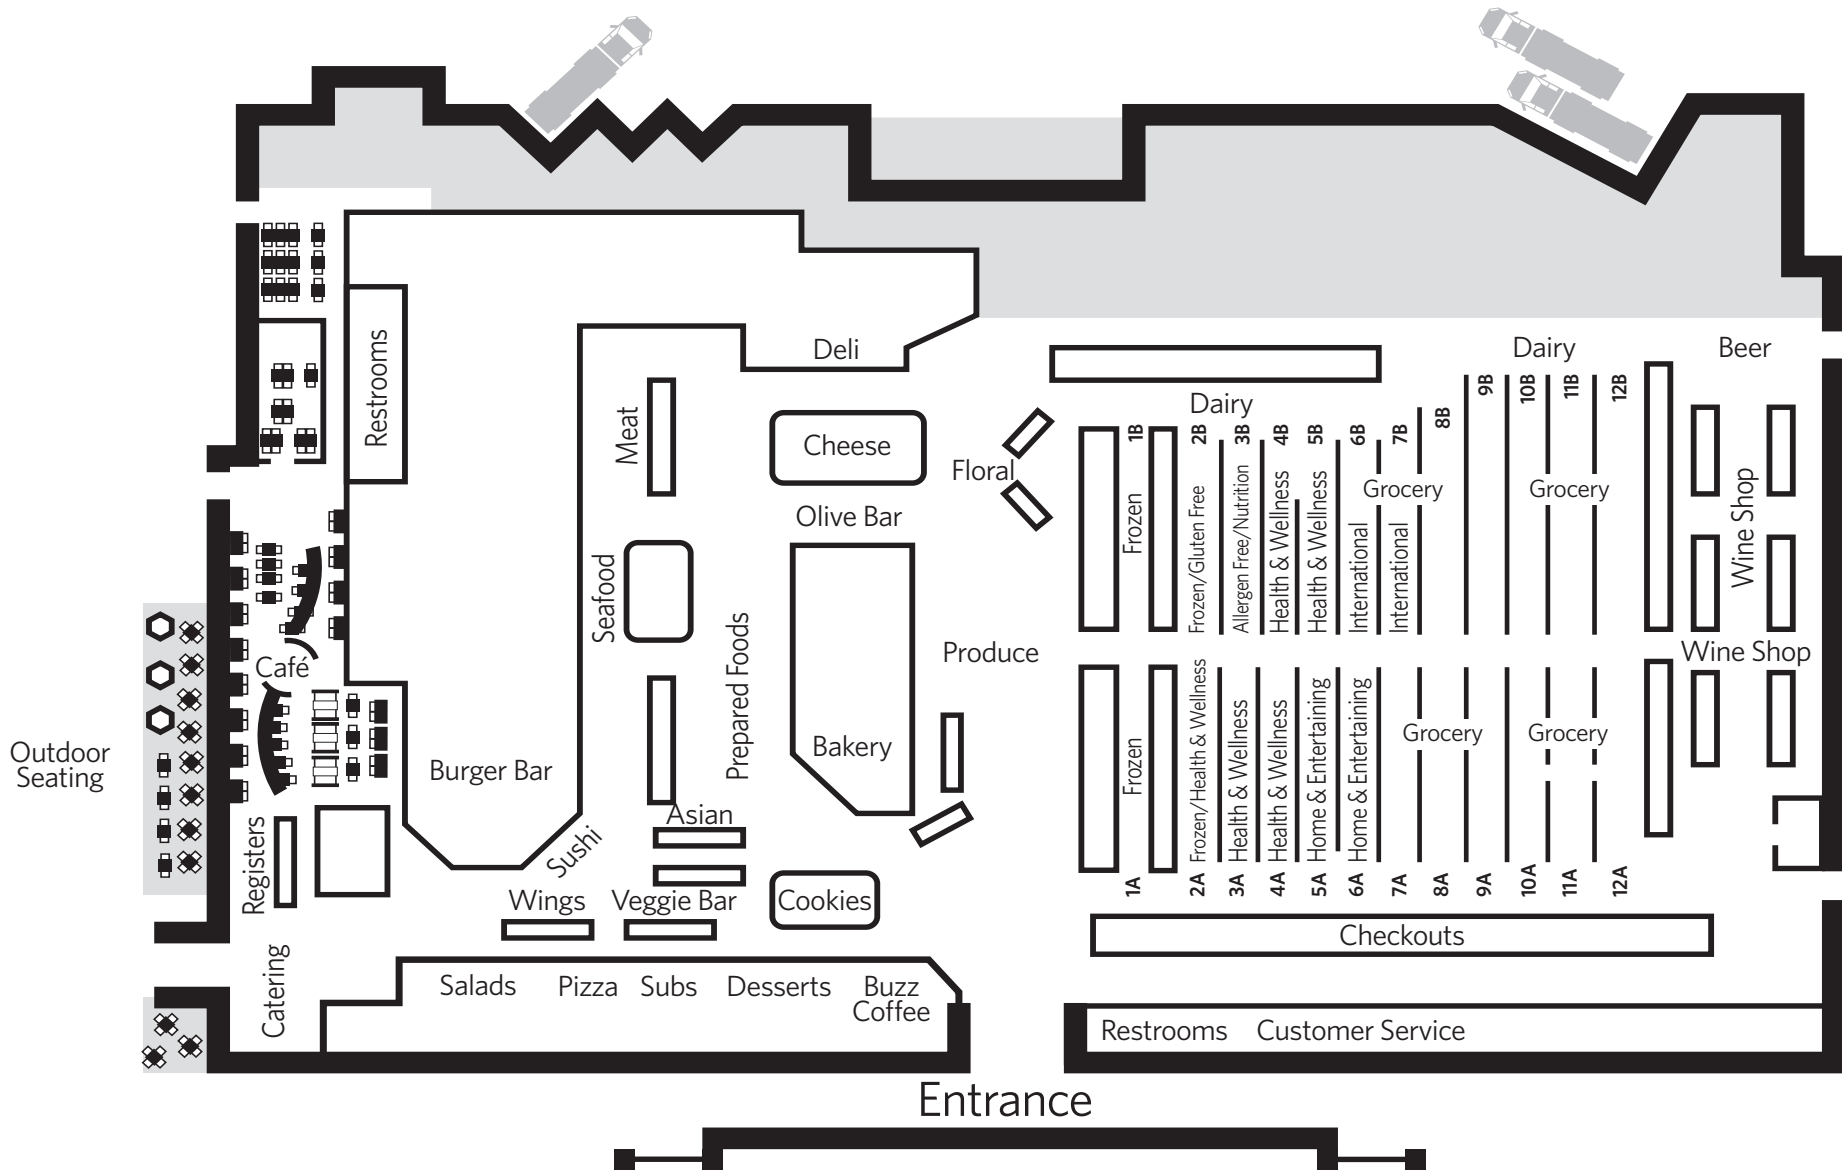 Deli
Dairy
Beer
Restrooms
Meat
Cheese
Dairy
Floral
1B
2B
3B
4B
5B
6B
7B
8B
9B
10B
11B
12B
Olive Bar
Grocery
Grocery
Frozen
Frozen/Gluten Free
Allergen Free/Nutrition
Health & Wellness
Health & Wellness
International
International
Wine Shop
Seafood
Prepared Foods
Produce
Wine Shop
Café
Outdoor
Seating
Burger Bar
Bakery
Frozen
Frozen/Health & Wellness
Health & Wellness
Health & Wellness
Home & Entertaining
Home & Entertaining
Grocery
Grocery
Asian
Sushi
Registers
Wings
Veggie Bar
Cookies
1A
2A
3A
4A
5A
6A
7A
8A
9A
10A
11A
12A
Checkouts
Catering
Salads
Pizza
Subs
Desserts
Buzz
Coffee
Restrooms
Customer Service
Entrance